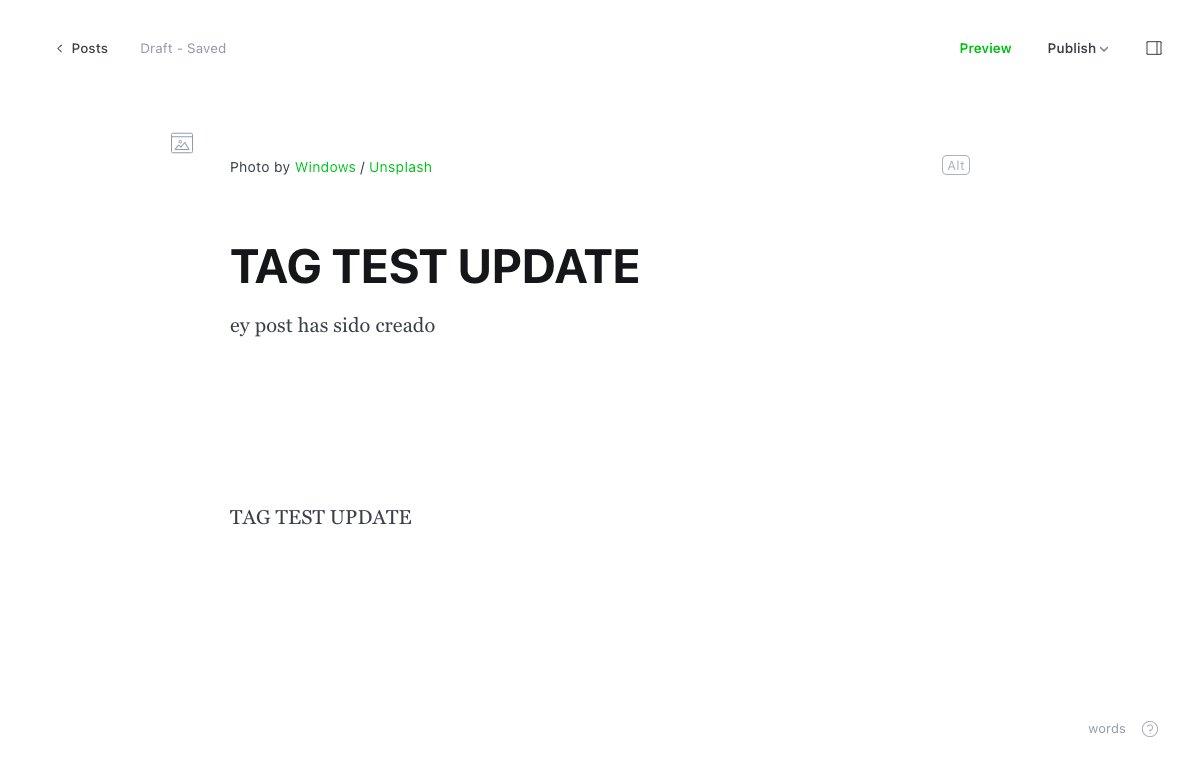 Posts Draft - Saved Preview Publish
Photo by Windows / Unsplash Alt
TAG TEST UPDATE
ey post has sido creado
TAG TEST UPDATE
words ?